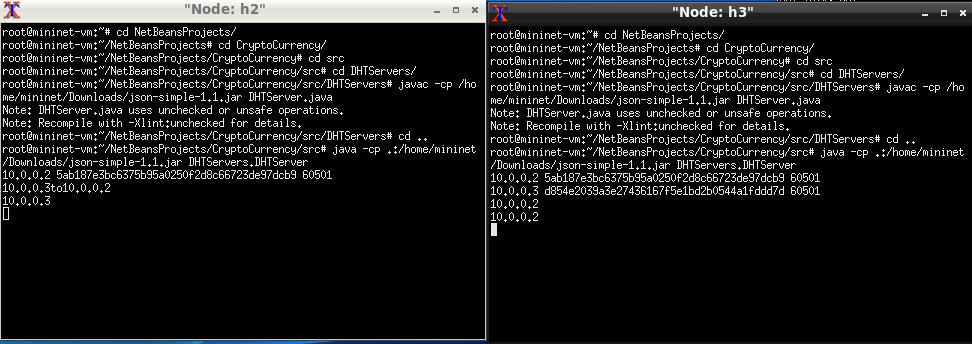 "Node: h2"
root@mininet-vm:~# cd NetBeansProjects/
root@mininet-vm:~/NetBeansProjects# cd CryptoCurrency/
root@mininet-vm:~/NetBeansProjects/CryptoCurrency# cd src
root@mininet-vm:~/NetBeansProjects/CryptoCurrency/src# cd DHTServers/
root@mininet-vm:~/NetBeansProjects/CryptoCurrency/src/DHTServers# javac -cp /ho
me/mininet/Downloads/json-simple-1.1.jar DHTServer.java
Note: DHTServer.java uses unchecked or unsafe operations.
Note: Recompile with -Xlint:unchecked for details.
root@mininet-vm:~/NetBeansProjects/CryptoCurrency/src/DHTServers# cd ..
root@mininet-vm:~/NetBeansProjects/CryptoCurrency/src# java -cp .:/home/mininet
/Downloads/json-simple-1.1.jar DHTServers.DHTServer
10.0.0.2 5ab187e3bc6375b95a0250f2d8c66723de97dcb9 60501
10.0.0.3to10.0.0.2
10.0.0.3
"Node: h3"
root@mininet-vm:~# cd NetBeansProjects/
root@mininet-vm:~/NetBeansProjects# cd CryptoCurrency/
root@mininet-vm:~/NetBeansProjects/CryptoCurrency# cd src
root@mininet-vm:~/NetBeansProjects/CryptoCurrency/src# cd DHTServers/
root@mininet-vm:~/NetBeansProjects/CryptoCurrency/src/DHTServers# javac -cp /ho
me/mininet/Downloads/json-simple-1.1.jar DHTServer.java
Note: DHTServer.java uses unchecked or unsafe operations.
Note: Recompile with -Xlint:unchecked for details.
root@mininet-vm:~/NetBeansProjects/CryptoCurrency/src/DHTServers# cd ..
root@mininet-vm:~/NetBeansProjects/CryptoCurrency/src# java -cp .:/home/mininet
/Downloads/json-simple-1.1.jar DHTServers.DHTServer
10.0.0.2 5ab187e3bc6375b95a0250f2d8c66723de97dcb9 60501
10.0.0.3 d854e2039a3e27436167f5e1bd2b0544a1fddd7d 60501
10.0.0.2
10.0.0.2